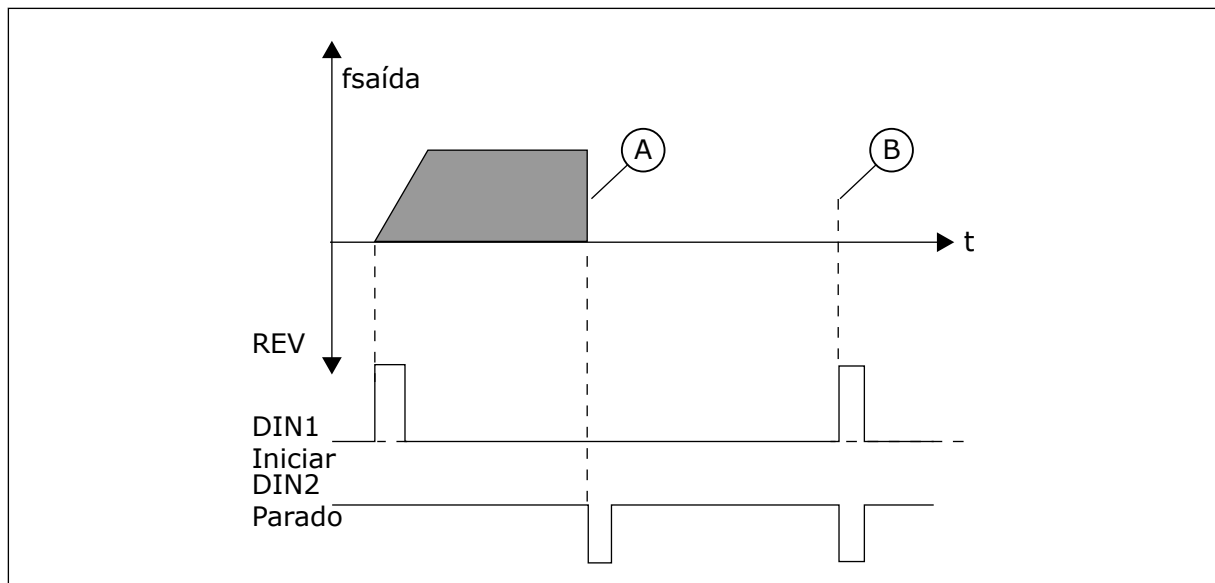 fsaída
A
B
t
REV
DIN1
Iniciar
DIN2
Parado